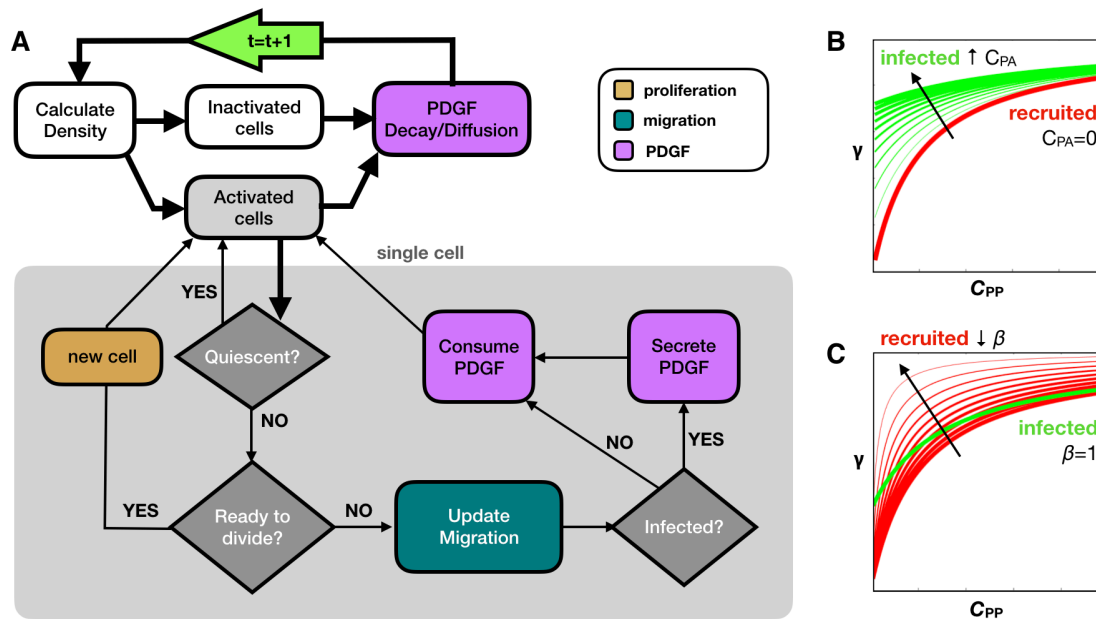 A
t=t+1
Calculate
Density
Inactivated
cells
PDGF
Decay/Diffusion
proliferation
migration
PDGF
Activated
cells
single cell
YES
new cell
Quiescent?
Consume
PDGF
Secrete
PDGF
NO
NO
YES
YES
Ready to
divide?
NO
Update
Migration
Infected?
B
infected ↑ CPA
recruited
CPA=0
γ
CPP
C
recruited ↓ β
infected
β=1
γ
CPP